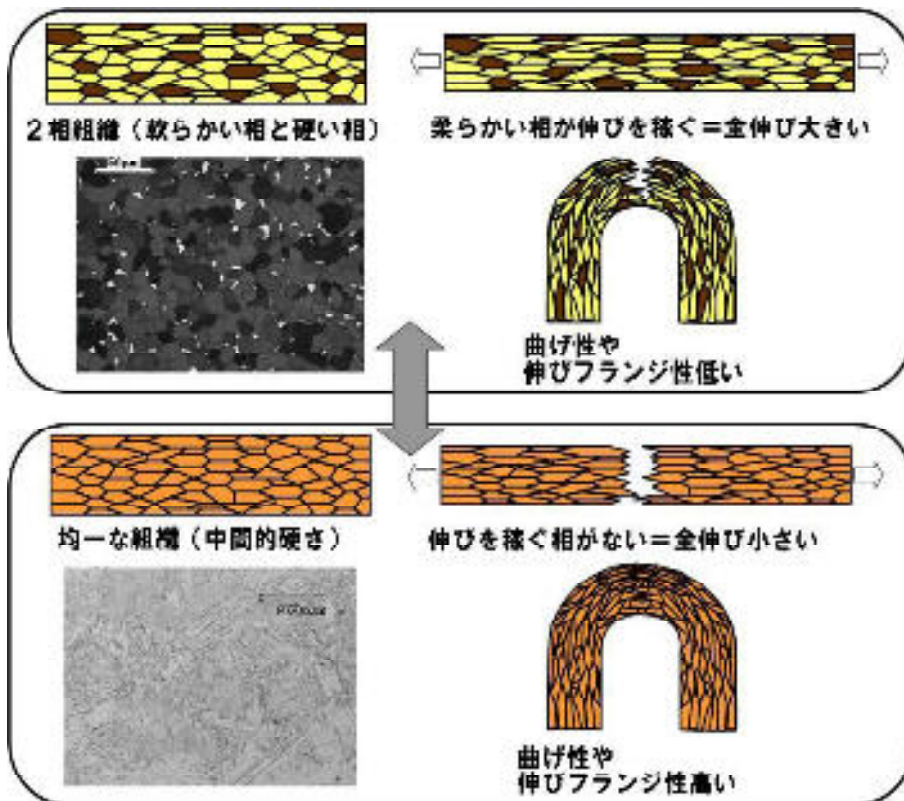 2相組織（軟らかい相と硬い相）
柔らかい相が伸びを稼ぐ＝全伸び大きい
曲げ性や
伸びフランジ性低い
均一な組織（中間的硬さ）
伸びを稼ぐ相がない＝全伸び小さい
曲げ性や
伸びフランジ性高い